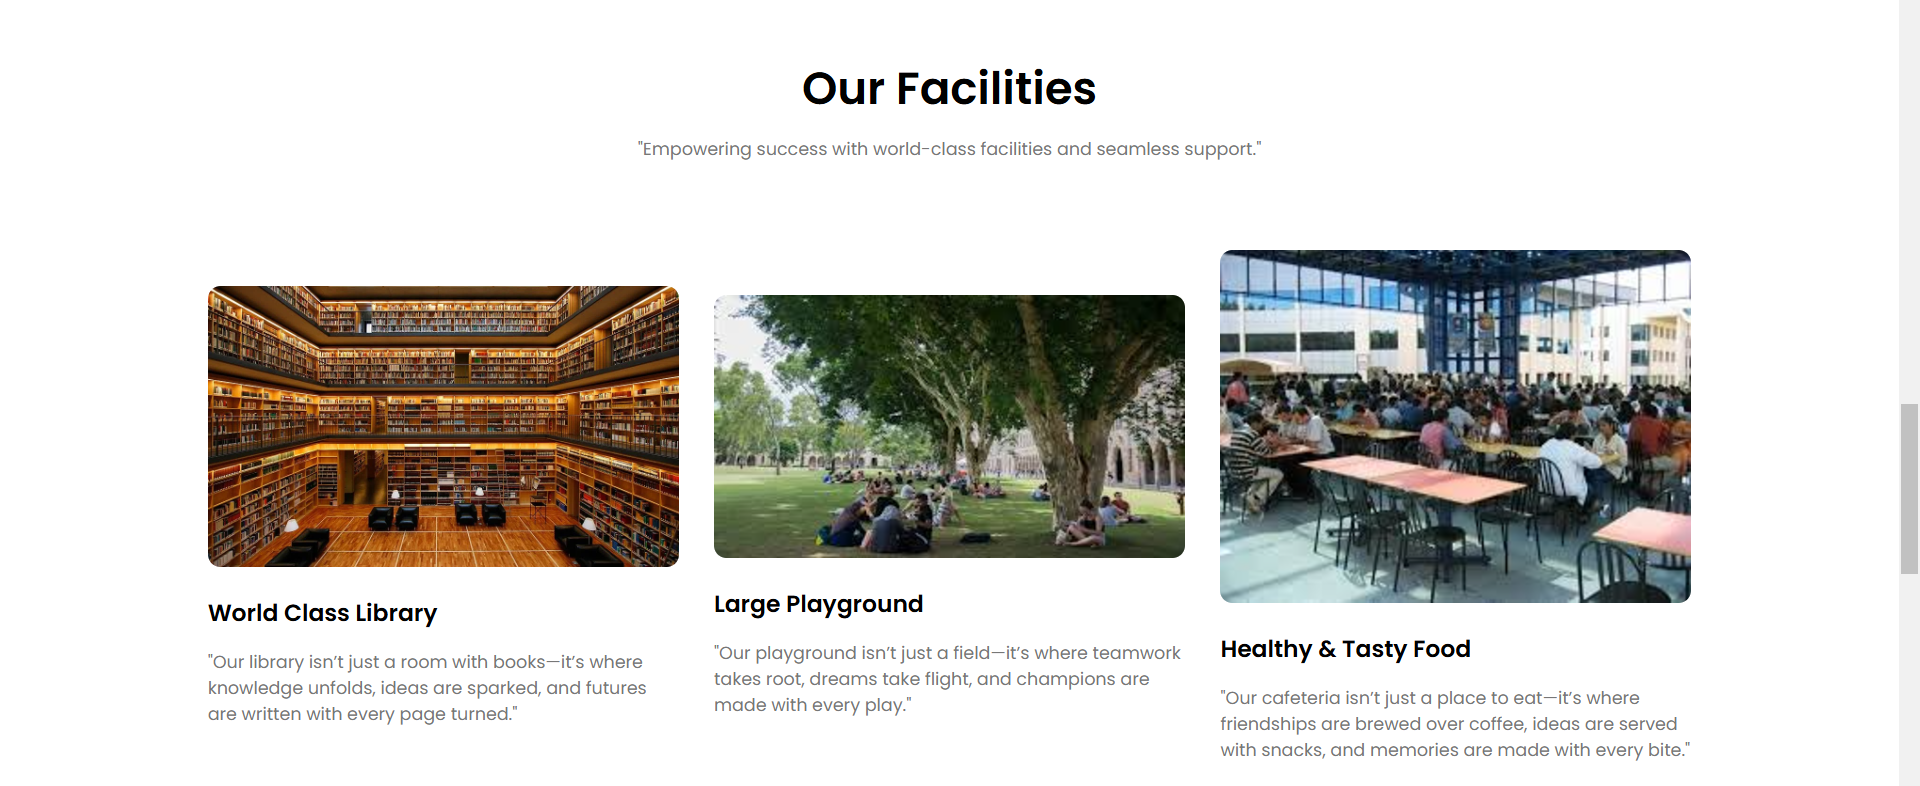 Our Facilities
"Empowering success with world-class facilities and seamless support."
World Class Library
"Our library isn’t just a room with books—it’s where
knowledge unfolds, ideas are sparked, and futures
are written with every page turned."
Large Playground
"Our playground isn’t just a field—it’s where teamwork
takes root, dreams take flight, and champions are
made with every play."
Healthy & Tasty Food
"Our cafeteria isn’t just a place to eat—it’s where
friendships are brewed over coffee, ideas are served
with snacks, and memories are made with every bite."